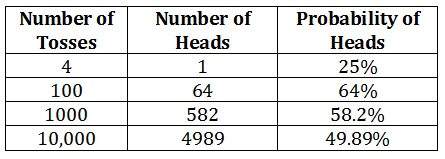 Number of Tosses	Number of Heads	Probability of Heads
4	1	25%
100	64	64%
1000	582	58.2%
10,000	4989	49.89%